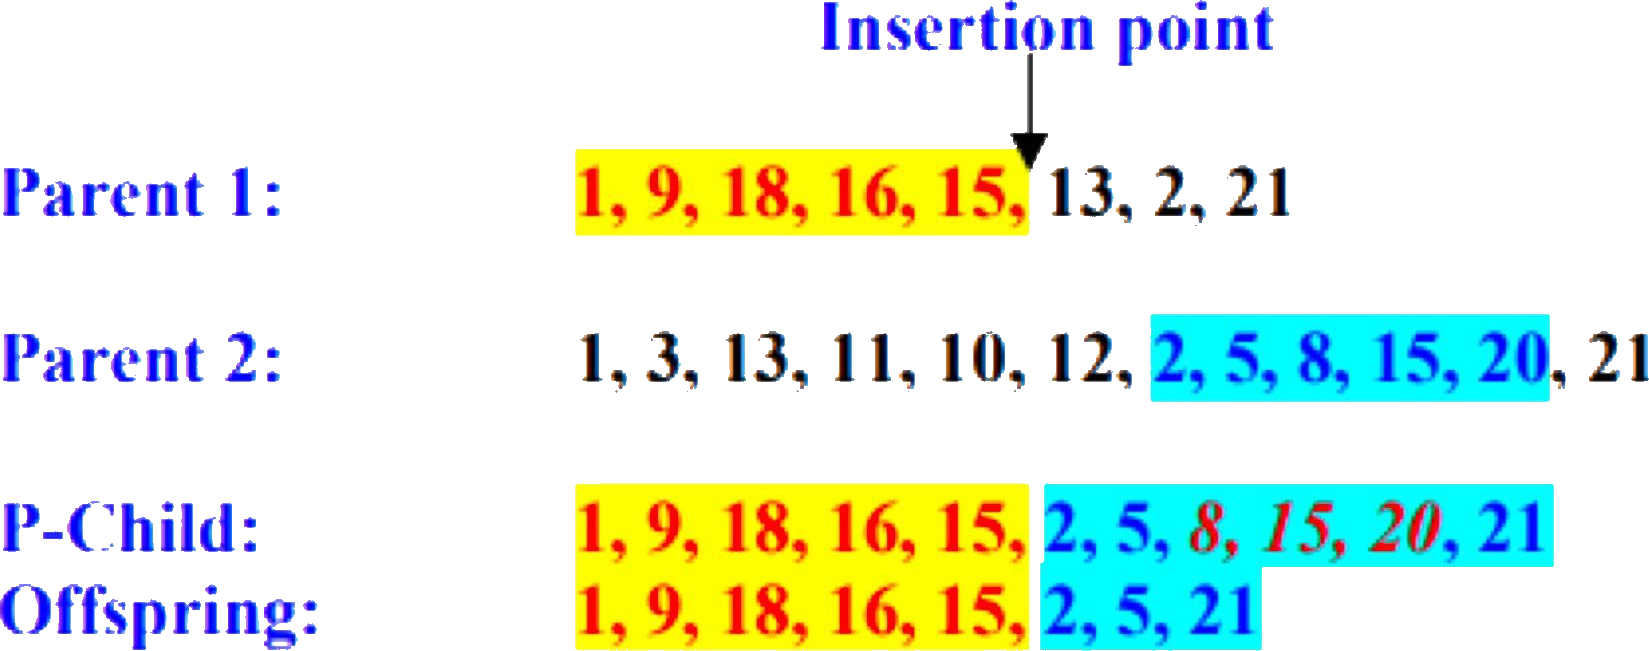 Insertion point
Parent 1: 1, 9, 18, 16, 15, 13, 2, 21
Parent 2: 1, 3, 13, 11, 10, 12, 2, 5, 8, 15, 20, 21
P-Child: 1, 9, 18, 16, 15, 2, 5, 8, 15, 20, 21
Offspring: 1, 9, 18, 16, 15, 2, 5, 21